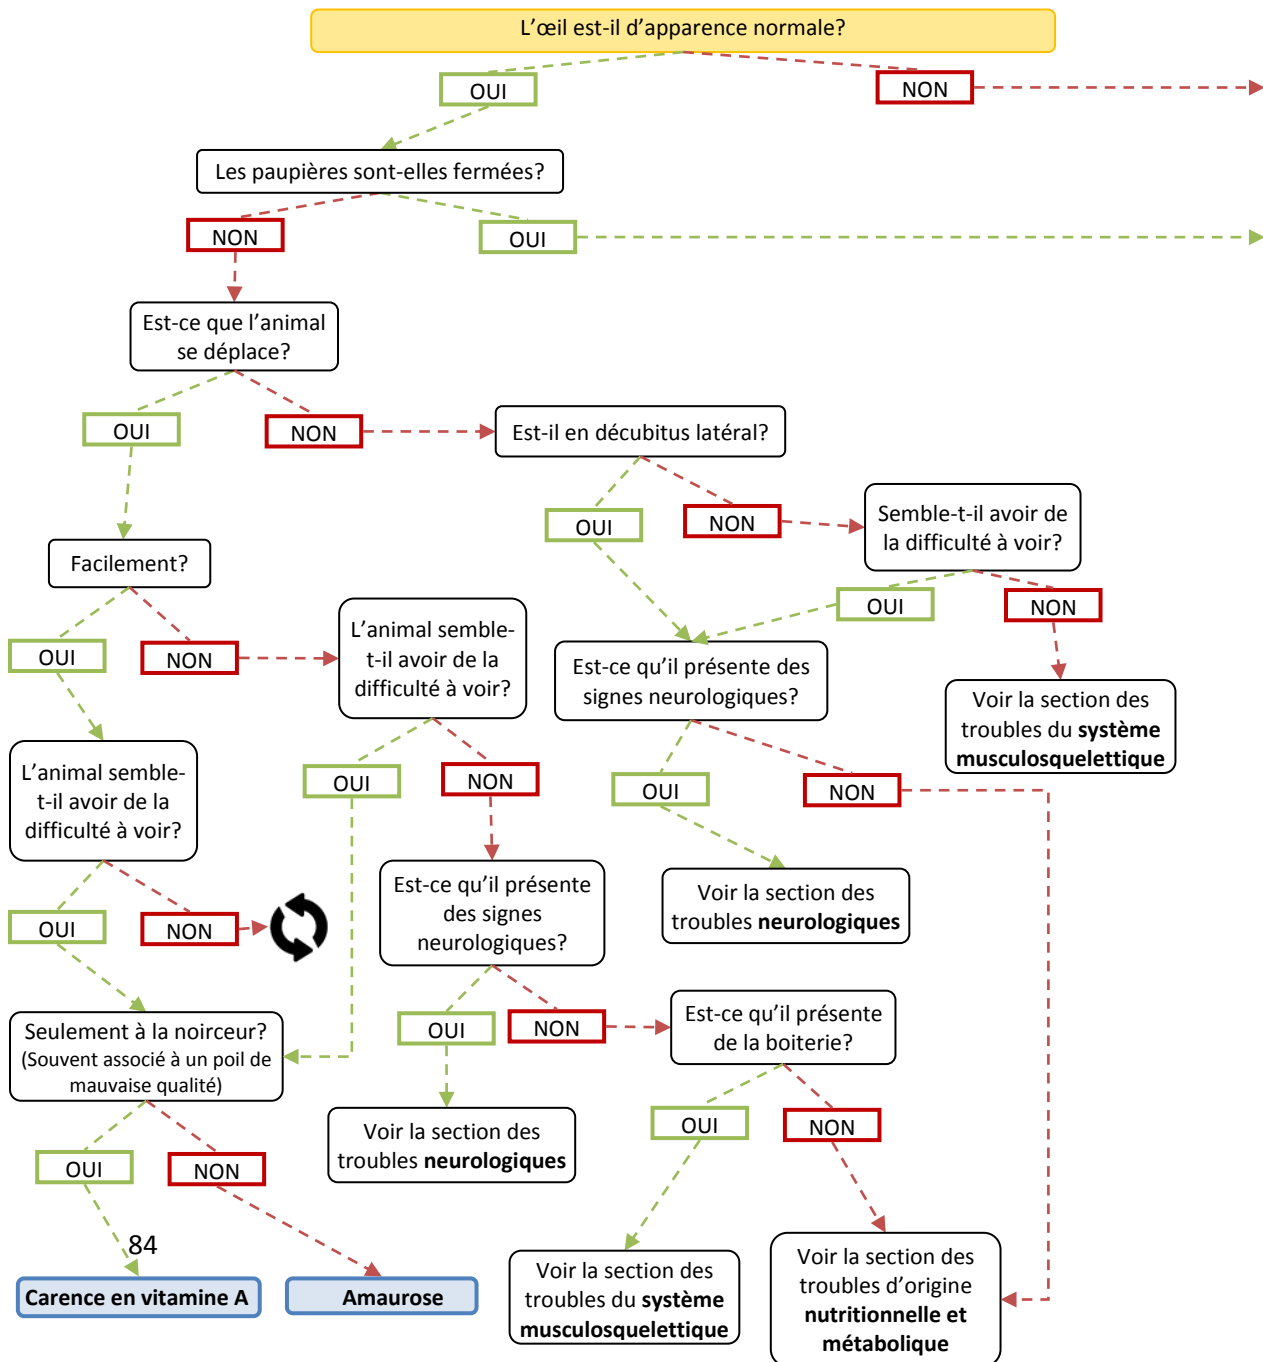 L'œil est-il d'apparence normale?
OUI
NON
Les paupières sont-elles fermées?
NON
OUI
Est-ce que l'animal
se déplace?
OUI
NON
Est-il en décubitus latéral?
OUI
NON
Semble-t-il avoir de
la difficulté à voir?
OUI
NON
Facilement?
OUI
NON
L'animal semble-
t-il avoir de la
difficulté à voir?
Est-ce qu'il présente des
signes neurologiques?
Voir la section des
troubles du système
musculosquelettique
L'animal semble-
t-il avoir de la
difficulté à voir?
OUI
NON
OUI
NON
Est-ce qu'il présente
des signes
neurologiques?
Voir la section des
troubles neurologiques
OUI
NON
Seulement à la noirceur?
(Souvent associé à un poil de
mauvaise qualité)
OUI
NON
Est-ce qu'il présente
de la boiterie?
Voir la section des
troubles neurologiques
OUI
NON
OUI
NON
84
Carence en vitamine A
Amaurose
Voir la section des
troubles du système
musculosquelettique
Voir la section des
troubles d'origine
nutritionnelle et
métabolique